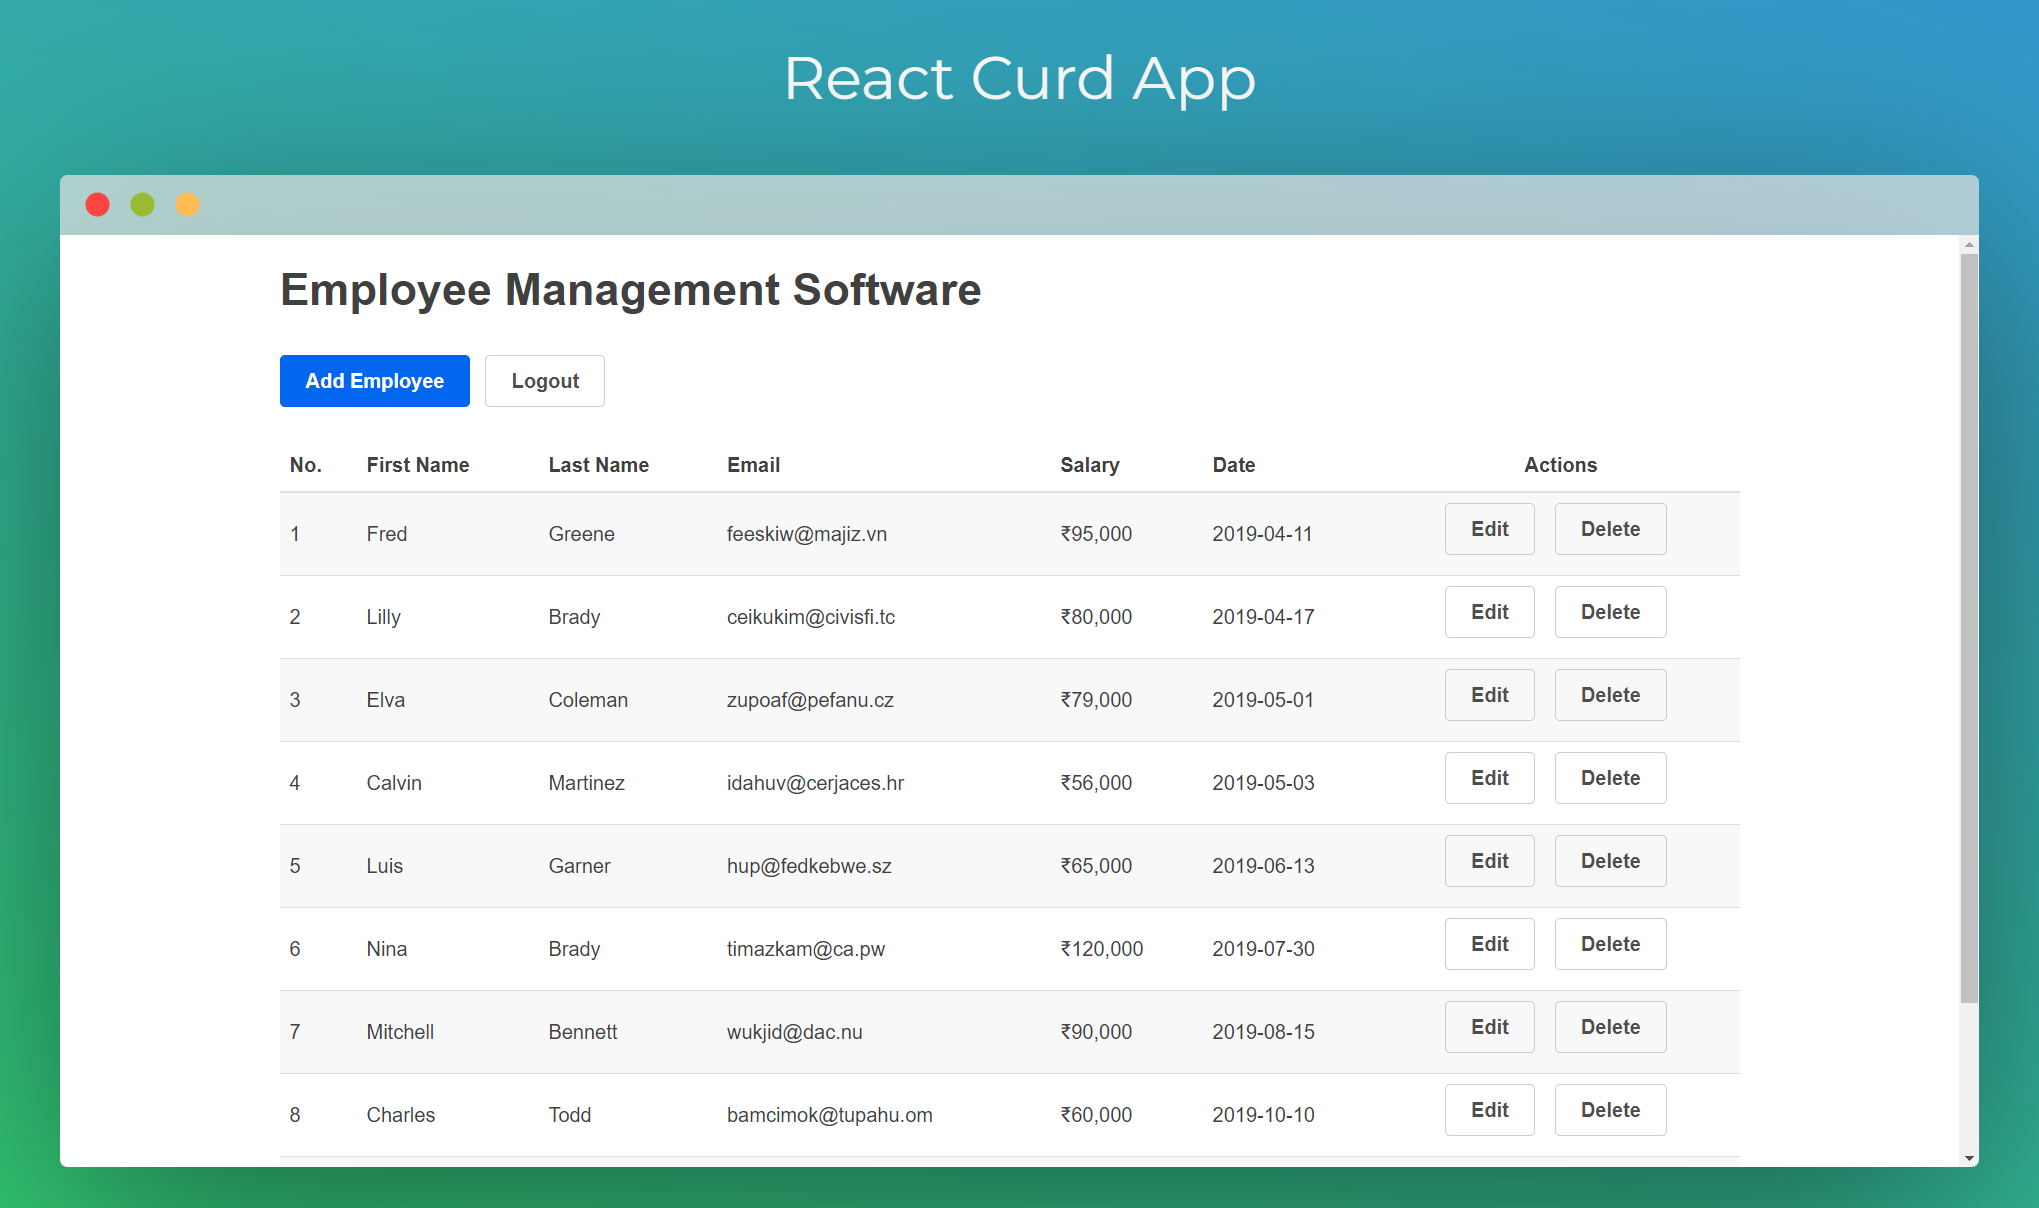 React Curd App
Employee Management Software
Add Employee Logout
No. First Name Last Name Email Salary Date Actions
1 Fred Greene feeskiw@majiz.vn ₹95,000 2019-04-11 Edit Delete
2 Lilly Brady ceikukim@civisfi.tc ₹80,000 2019-04-17 Edit Delete
3 Elva Coleman zupoaf@pefanu.cz ₹79,000 2019-05-01 Edit Delete
4 Calvin Martinez idahuv@cerjaces.hr ₹56,000 2019-05-03 Edit Delete
5 Luis Garner hup@fedkebwe.sz ₹65,000 2019-06-13 Edit Delete
6 Nina Brady timazkam@ca.pw ₹120,000 2019-07-30 Edit Delete
7 Mitchell Bennett wukjid@dac.nu ₹90,000 2019-08-15 Edit Delete
8 Charles Todd bamcimok@tupahu.om ₹60,000 2019-10-10 Edit Delete